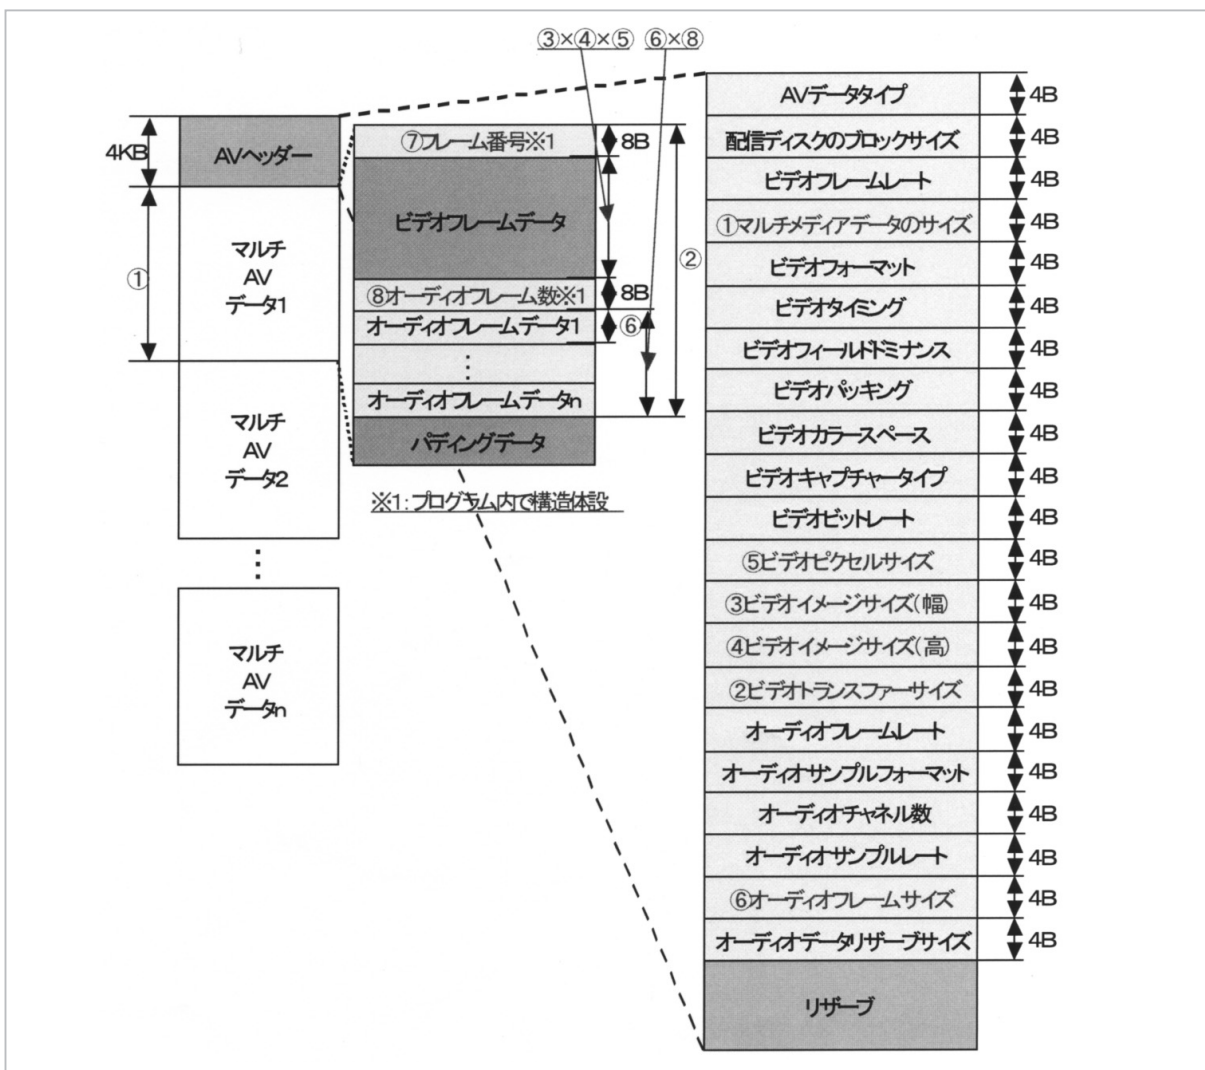 ③×④×⑤ ⑥×⑧
4KB
AVヘッダー
①
マルチ
AV
データ1
マルチ
AV
データ2
⋮
マルチ
AV
データn
⑦フレーム番号※1
8B
ビデオフレームデータ
②
⑧オーディオフレーム数※1
8B
オーディオフレームデータ1
⑥
⋮
オーディオフレームデータn
パディングデータ
※1:プログラム内で構造体設
AVデータタイプ 4B
配信ディスクのブロックサイズ 4B
ビデオフレームレート 4B
①マルチメディアデータのサイズ 4B
ビデオフォーマット 4B
ビデオタイミング 4B
ビデオフィールドドミナンス 4B
ビデオパッキング 4B
ビデオカラースペース 4B
ビデオキャプチャータイプ 4B
ビデオビットレート 4B
⑤ビデオピクセルサイズ 4B
③ビデオイメージサイズ(幅) 4B
④ビデオイメージサイズ(高) 4B
②ビデオトランスファーサイズ 4B
オーディオフレームレート 4B
オーディオサンプルフォーマット 4B
オーディオチャネル数 4B
オーディオサンプルレート 4B
⑥オーディオフレームサイズ 4B
オーディオデータリザーブサイズ 4B
リザーブ